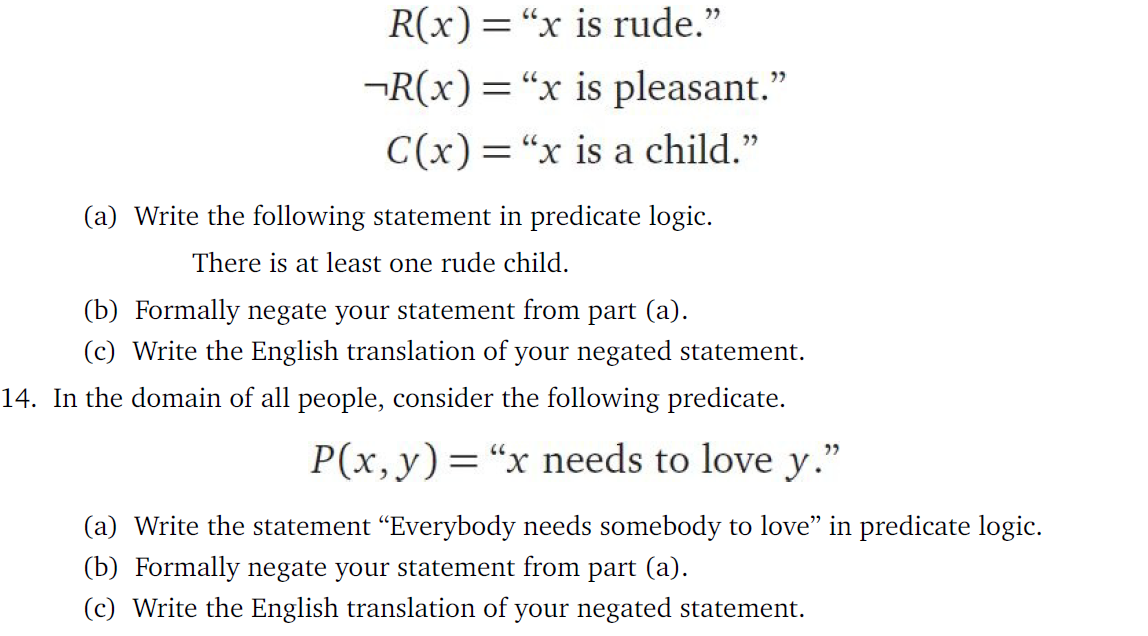 R(x) = “x is rude.”
¬R(x) = “x is pleasant.”
C(x) = “x is a child.”
(a) Write the following statement in predicate logic.
There is at least one rude child.
(b) Formally negate your statement from part (a).
(c) Write the English translation of your negated statement.
14. In the domain of all people, consider the following predicate.
P(x, y) = “x needs to love y.”
(a) Write the statement “Everybody needs somebody to love” in predicate logic.
(b) Formally negate your statement from part (a).
(c) Write the English translation of your negated statement.